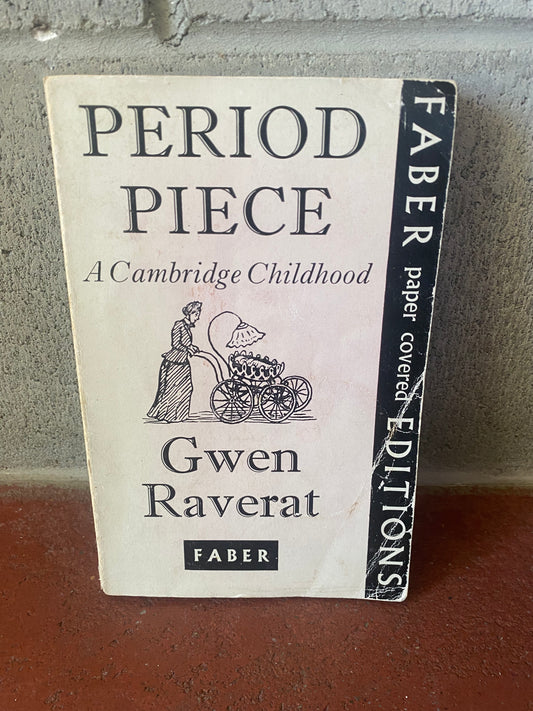 PERIOD
PIECE
A Cambridge Childhood
Gwen
Raverat
FABER
FABER paper covered EDITIONS